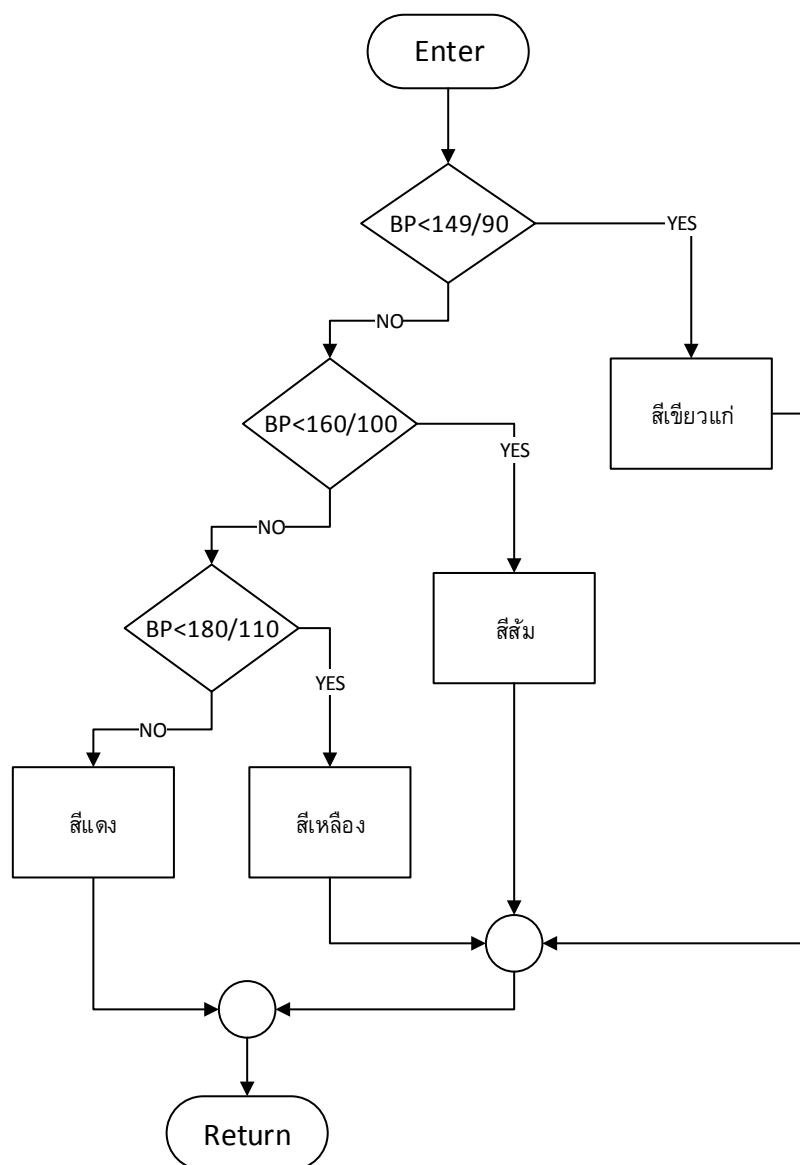 Enter
BP<149/90
YES
NO
สีเขียวแก่
BP<160/100
YES
NO
สีส้ม
BP<180/110
YES
NO
สีแดง
สีเหลือง
Return